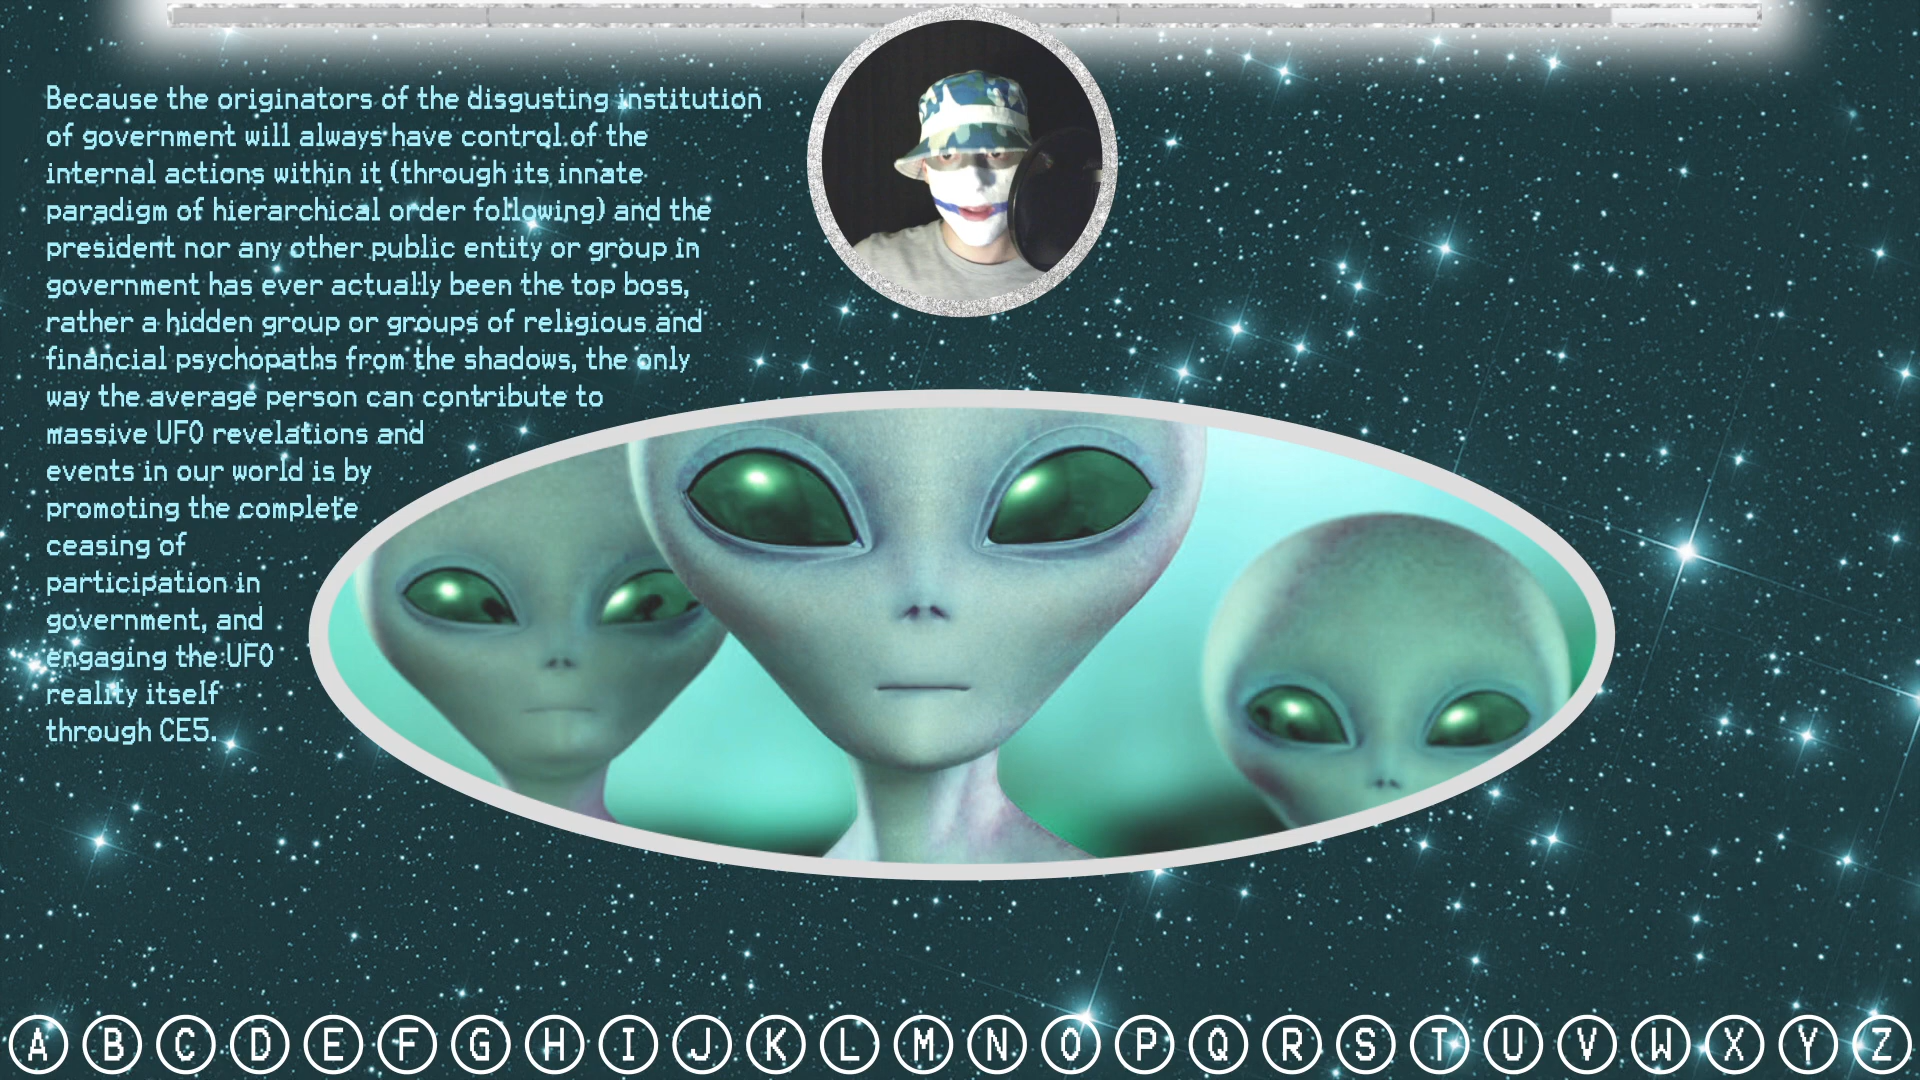 Because the originators of the disgusting institution
of government will always have control of the
internal actions within it (through its innate
paradigm of hierarchical order following) and the
president nor any other public entity or group in
government has ever actually been the top boss,
rather a hidden group or groups of religious and
financial psychopaths from the shadows, the only
way the average person can contribute to
massive UFO revelations and
events in our world is by
promoting the complete
ceasing of
participation in
government, and
engaging the UFO
reality itself
through CE5.
A B C D E F G H I J K L M N O P Q R S T U V W X Y Z